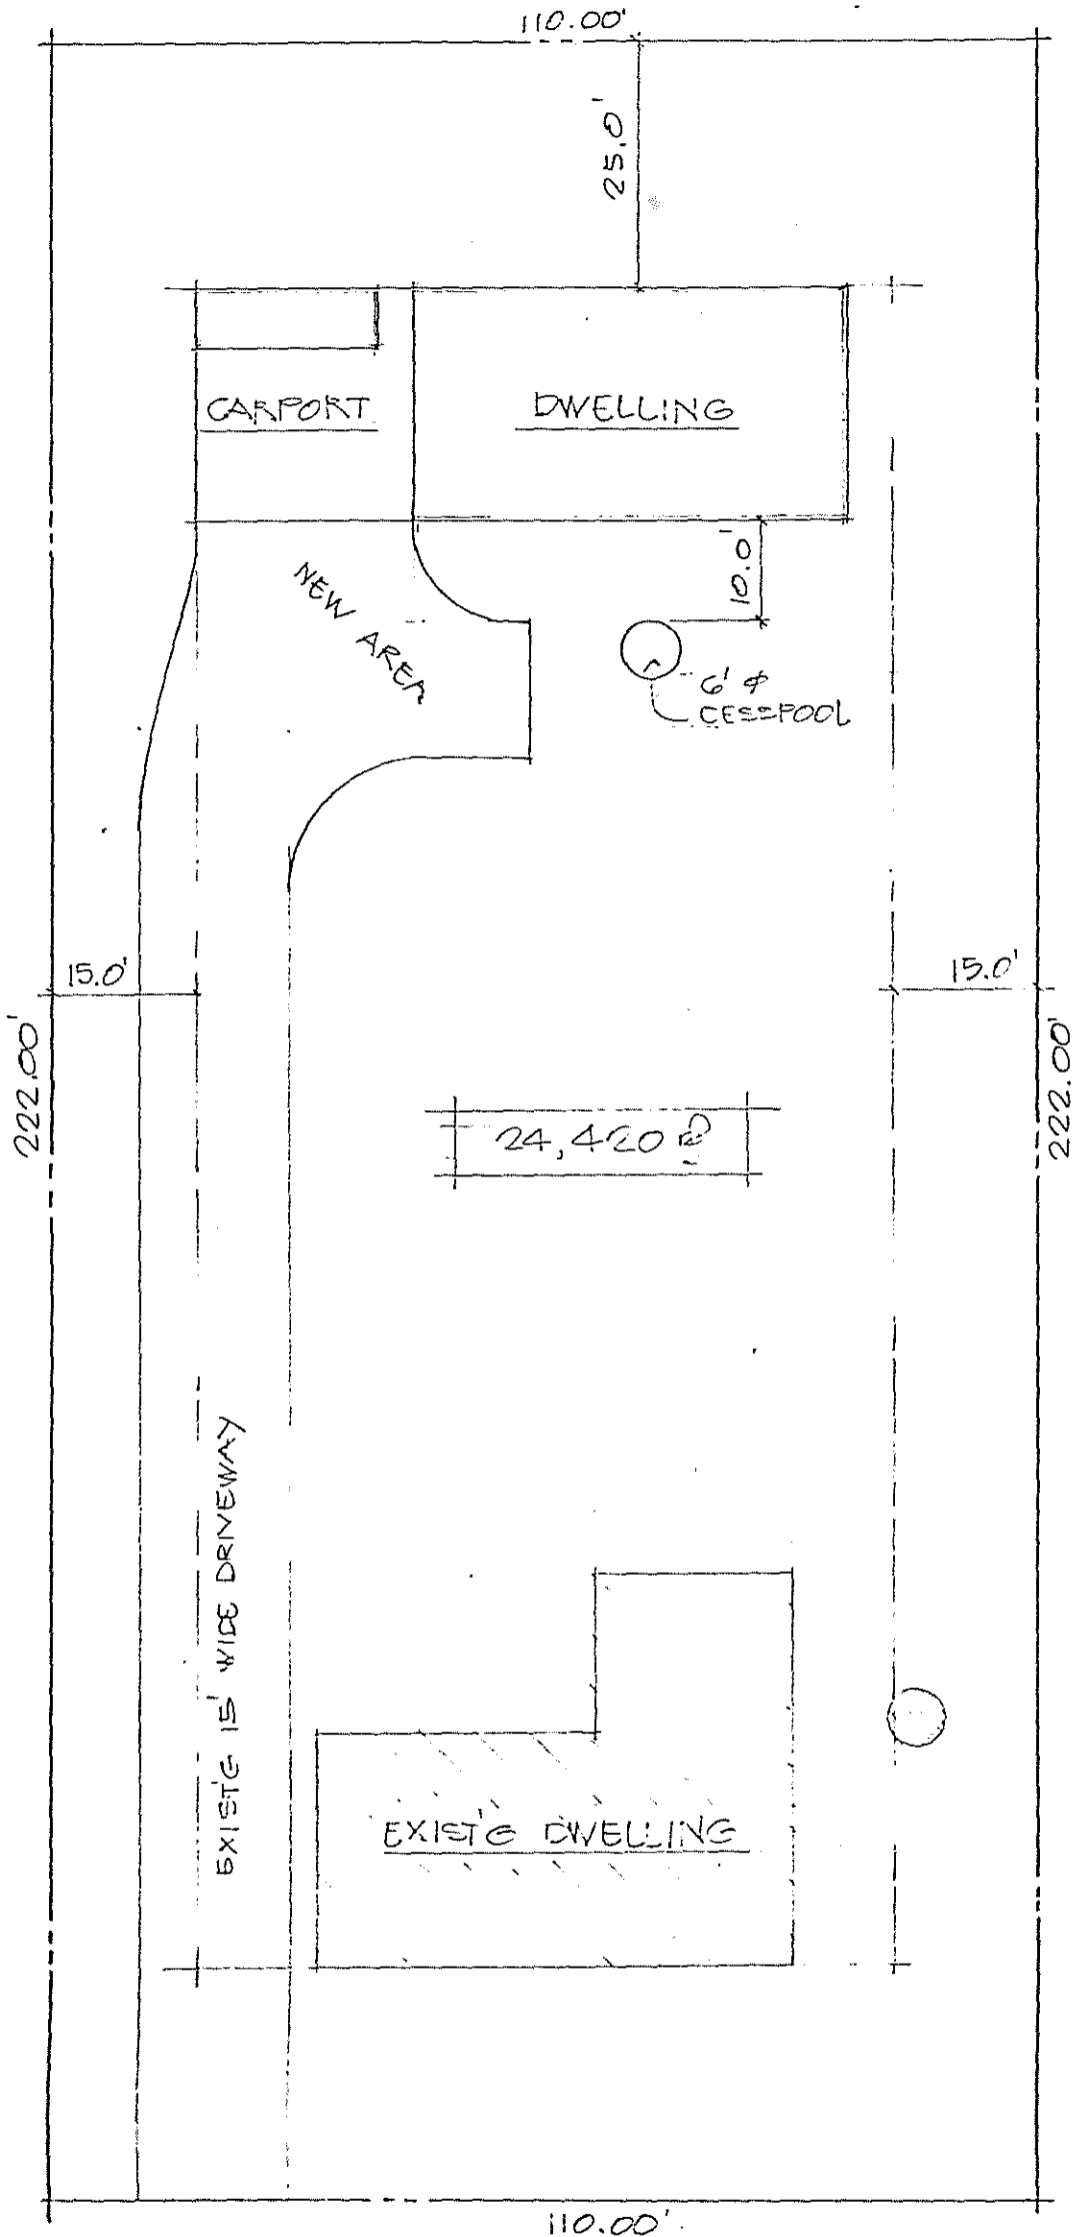 110.00'
25.0'
CARPORT
DWELLING
10.0'
NEW AREA
6' ⌀
CESSPOOL
15.0'
15.0'
222.00'
222.00'
24,420
EXIST'G 15' WIDE DRIVEWAY
EXIST'G DWELLING
110.00'